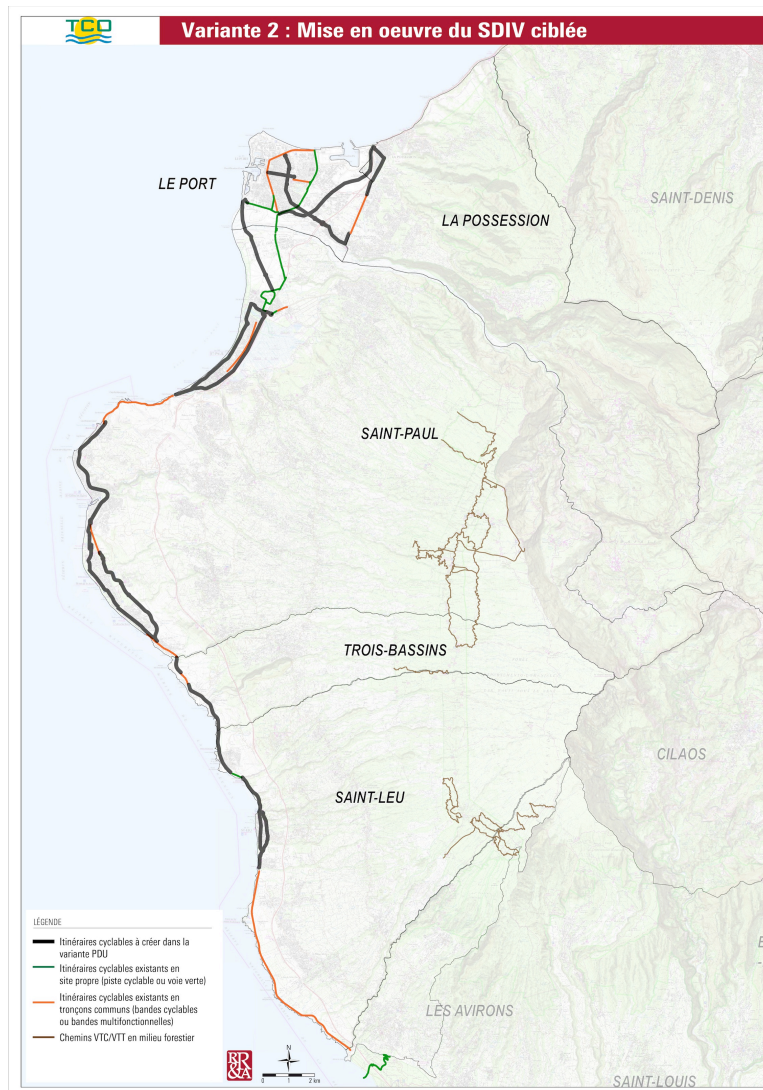 TCO
Variante 2 : Mise en oeuvre du SDIV ciblée
LE PORT
SAINT-DENIS
LA POSSESSION
SAINT-PAUL
TROIS-BASSINS
CILAOS
SAINT-LEU
LÉGENDE
Itinéraires cyclables à créer dans la
variante PDU
Itinéraires cyclables existants en
site propre (piste cyclable ou voie verte)
Itinéraires cyclables existants en
tronçons communs (bandes cyclables
ou bandes multifonctionnelles)
Chemins VTC/VTT en milieu forestier
LES AVIRONS
N
0 1 2 km
SAINT-LOUIS